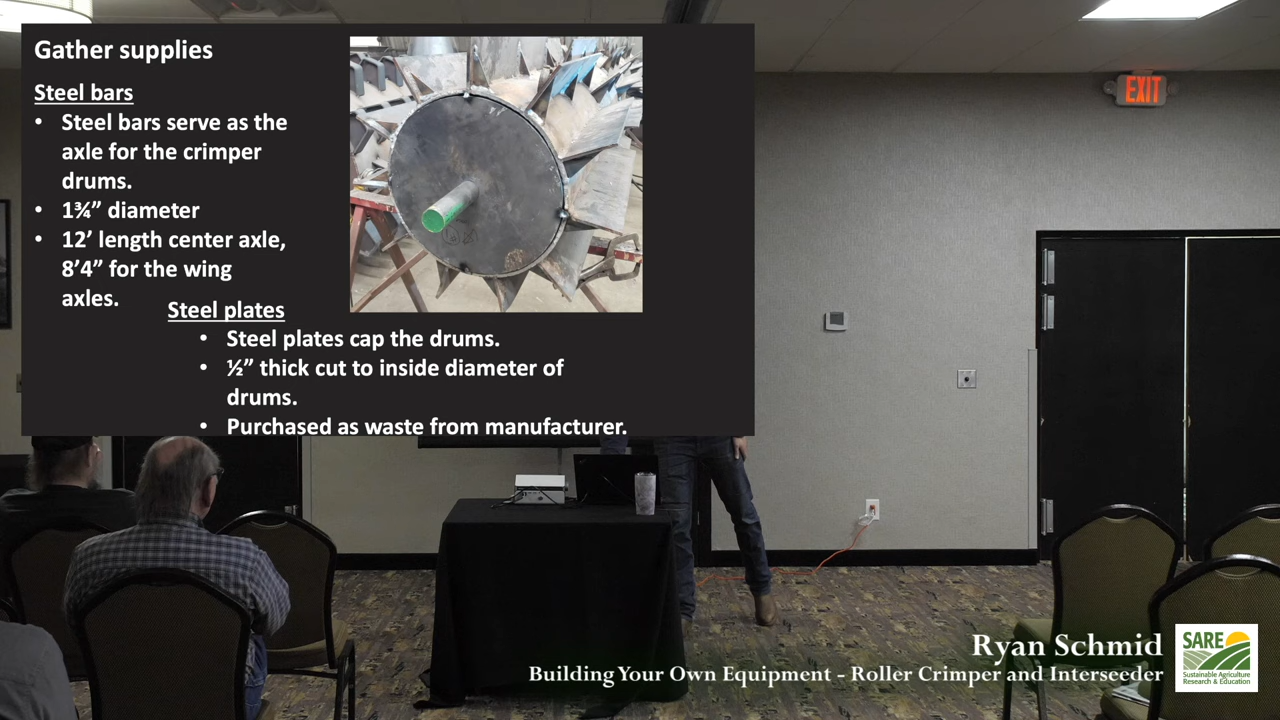 Gather supplies
Steel bars
• Steel bars serve as the
axle for the crimper
drums.
• 1¾” diameter
• 12’ length center axle,
8’4” for the wing
axles.
Steel plates
• Steel plates cap the drums.
• ½” thick cut to inside diameter of
drums.
• Purchased as waste from manufacturer.
EXIT
Ryan Schmid
Building Your Own Equipment - Roller Crimper and Interseeder
SARE
Sustainable Agriculture
Research & Education